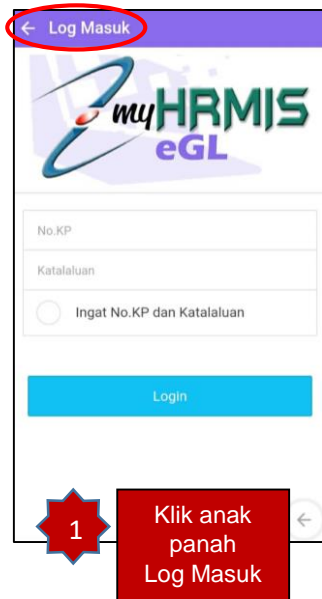 ← Log Masuk
myHRMIS
eGL
No.KP
Katalaluan
Ingat No.KP dan Katalaluan
Login
1
Klik anak
panah
Log Masuk